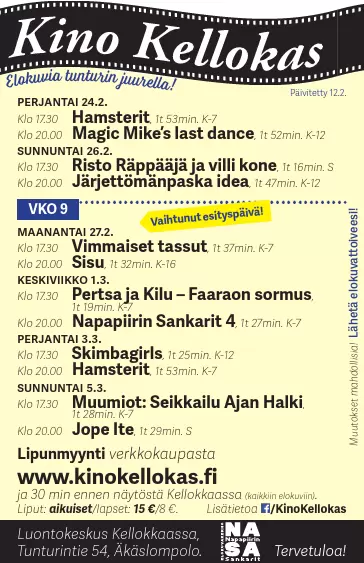 Kino Kellokas
Elokuvia tunturin juurella!
Päivitetty 12.2.
PERJANTAI 24.2.
Klo 17.30 Hamsterit, 1t 53min. K-7
Klo 20.00 Magic Mike's last dance, 1t 52min. K-12
SUNNUNTAI 26.2.
Klo 17.30 Risto Räppääjä ja villi kone, 1t 16min. S
Klo 20.00 Järjettömänpaska idea, 1t 47min. K-12
VKO 9
Vaihtunut esityspäivä!
MAANANTAI 27.2.
Klo 17.30 Vimmaiset tassut, 1t 37min. K-7
Klo 20.00 Sisu, 1t 32min. K-16
KESKIVIIKKO 1.3.
Klo 17.30 Pertsa ja Kilu – Faaraon sormus,
1t 19min. K-7
Klo 20.00 Napapiirin Sankarit 4, 1t 27min. K-7
PERJANTAI 3.3.
Klo 17.30 Skimbagirls, 1t 25min. K-12
Klo 20.00 Hamsterit, 1t 53min. K-7
SUNNUNTAI 5.3.
Klo 17.30 Muumiot: Seikkailu Ajan Halki,
1t 28min. K-7
Klo 20.00 Jope Ite, 1t 29min. S
Muutokset mahdollisia! Lähetä elokuvattolveesi!
Lipunmyynti verkkokaupasta
www.kinokellokas.fi
ja 30 min ennen näytöstä Kellokkaassa (kaikkiin elokuviin).
Liput: aikuiset/lapset: 15 €/8 €. Lisätietoa f/KinoKellokas
Luontokeskus Kellokkaassa,
Tunturintie 54, Äkäslompolo.
NA
Napapiirin
SA
Sankarit
Tervetuloa!